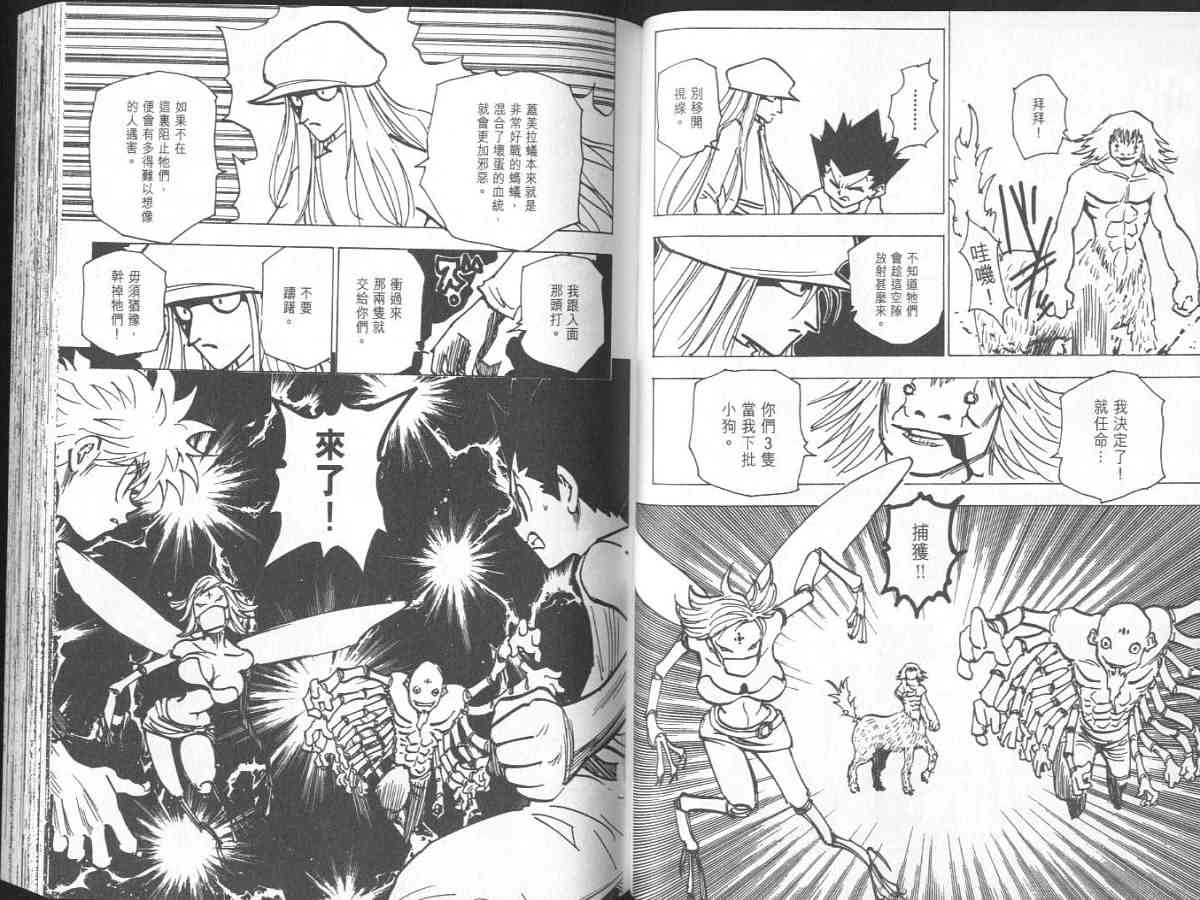 拜拜！
哇嘰！
………
別移開
視線。
不知道牠們
會趁這空隙
放射甚麼來。
我決定了！
就任命…
你們3隻
當我下批
小狗。
捕獲!!
蓋美拉蟻本來就是
非常好戰的螞蟻，
混合了壞蛋的血統，
就會更加邪惡。
如果不在
這裏阻止牠們，
便會有多得難以想像
的人遇害。
我跟入面
那頭打。
衝過來
那兩隻就
交給你們。
不要
躊躇。
毋須猶豫，
幹掉牠們！
來了！